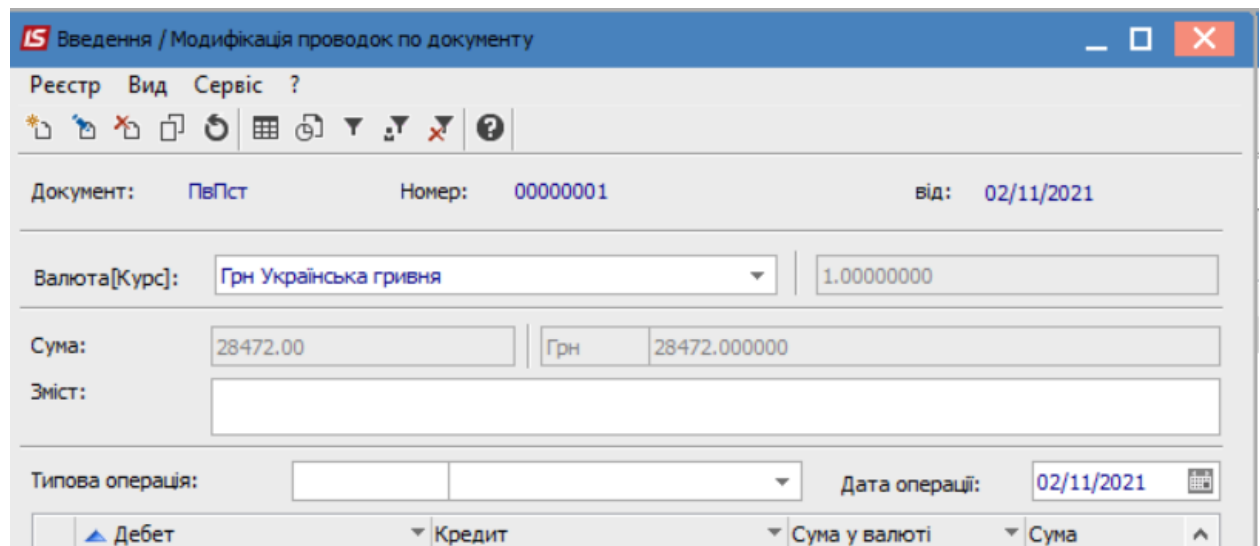 IS Введення / Модифікація проводок по документу
Реєстр Вид Сервіс ?
Документ: ПвПст Номер: 00000001 від: 02/11/2021
Валюта[Курс]: Грн Українська гривня 1.00000000
Сума: 28472.00 Грн 28472.000000
Зміст:
Типова операція: Дата операції: 02/11/2021
Дебет Кредит Сума у валюті Сума